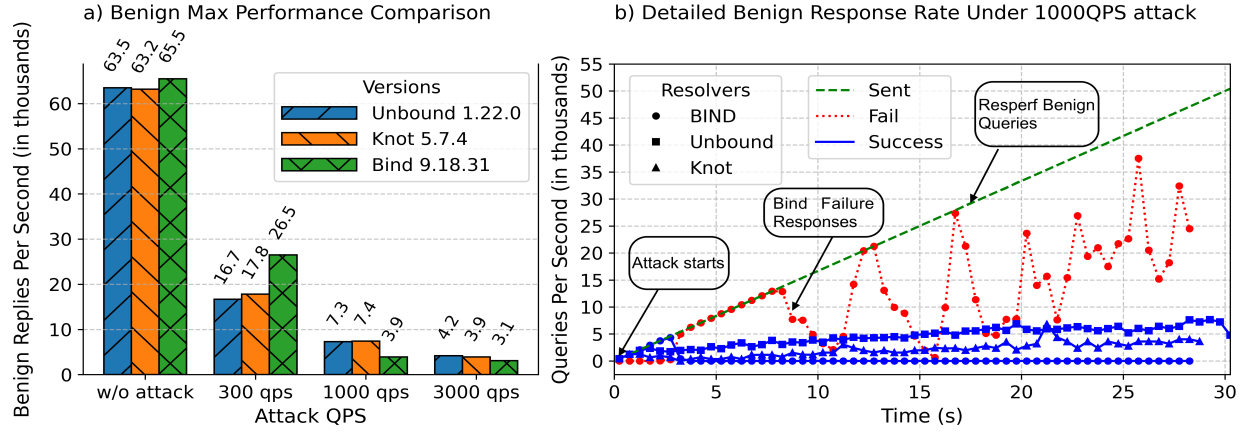 a) Benign Max Performance Comparison
Benign Replies Per Second (in thousands)
60
50
40
30
20
10
0
63.5
63.2
65.5
16.7
17.8
26.5
7.3
7.4
3.9
4.2
3.9
3.1
Versions
Unbound 1.22.0
Knot 5.7.4
Bind 9.18.31
w/o attack
300 qps
1000 qps
3000 qps
Attack QPS
b) Detailed Benign Response Rate Under 1000QPS attack
Queries Per Second (in thousands)
55
50
45
40
35
30
25
20
15
10
5
0
Resolvers
BIND
Unbound
Knot
Sent
Fail
Success
Resperf Benign
Queries
Bind Failure
Responses
Attack starts
0
5
10
15
20
25
30
Time (s)